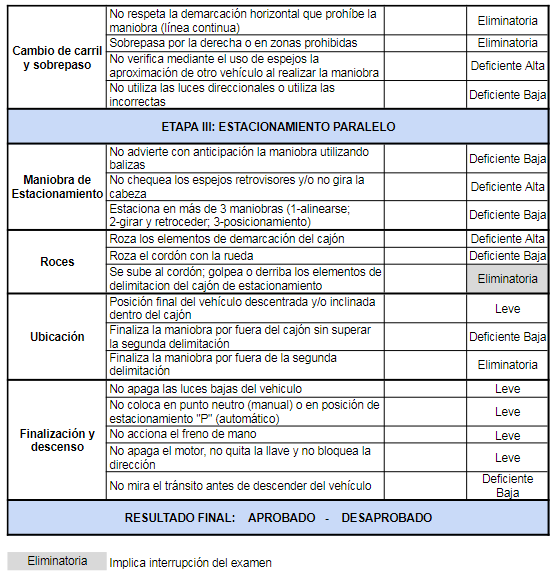 Cambio de carril
y sobrepaso
No respeta la demarcación horizontal que prohíbe la
maniobra (línea continua)
Eliminatoria
Sobrepasa por la derecha o en zonas prohibidas
Eliminatoria
No verifica mediante el uso de espejos la
aproximación de otro vehículo al realizar la maniobra
Deficiente Alta
No utiliza las luces direccionales o utiliza las
incorrectas
Deficiente Baja
ETAPA III: ESTACIONAMIENTO PARALELO
Maniobra de
Estacionamiento
No advierte con anticipación la maniobra utilizando
balizas
Deficiente Baja
No chequea los espejos retrovisores y/o no gira la
cabeza
Deficiente Alta
Estaciona en más de 3 maniobras (1-alinearse;
2-girar y retroceder; 3-posicionamiento)
Deficiente Baja
Roces
Roza los elementos de demarcación del cajón
Deficiente Alta
Roza el cordón con la rueda
Deficiente Baja
Se sube al cordón; golpea o derriba los elementos de
delimitacion del cajón de estacionamiento
Eliminatoria
Ubicación
Posición final del vehículo descentrada y/o inclinada
dentro del cajón
Leve
Finaliza la maniobra por fuera del cajón sin superar
la segunda delimitación
Deficiente Baja
Finaliza la maniobra por fuera de la segunda
delimitación
Eliminatoria
Finalización y
descenso
No apaga las luces bajas del vehiculo
Leve
No coloca en punto neutro (manual) o en posición de
estacionamiento "P" (automático)
Leve
No acciona el freno de mano
Leve
No apaga el motor, no quita la llave y no bloquea la
dirección
Leve
No mira el tránsito antes de descender del vehículo
Deficiente
Baja
RESULTADO FINAL: APROBADO - DESAPROBADO
Eliminatoria
Implica interrupción del examen